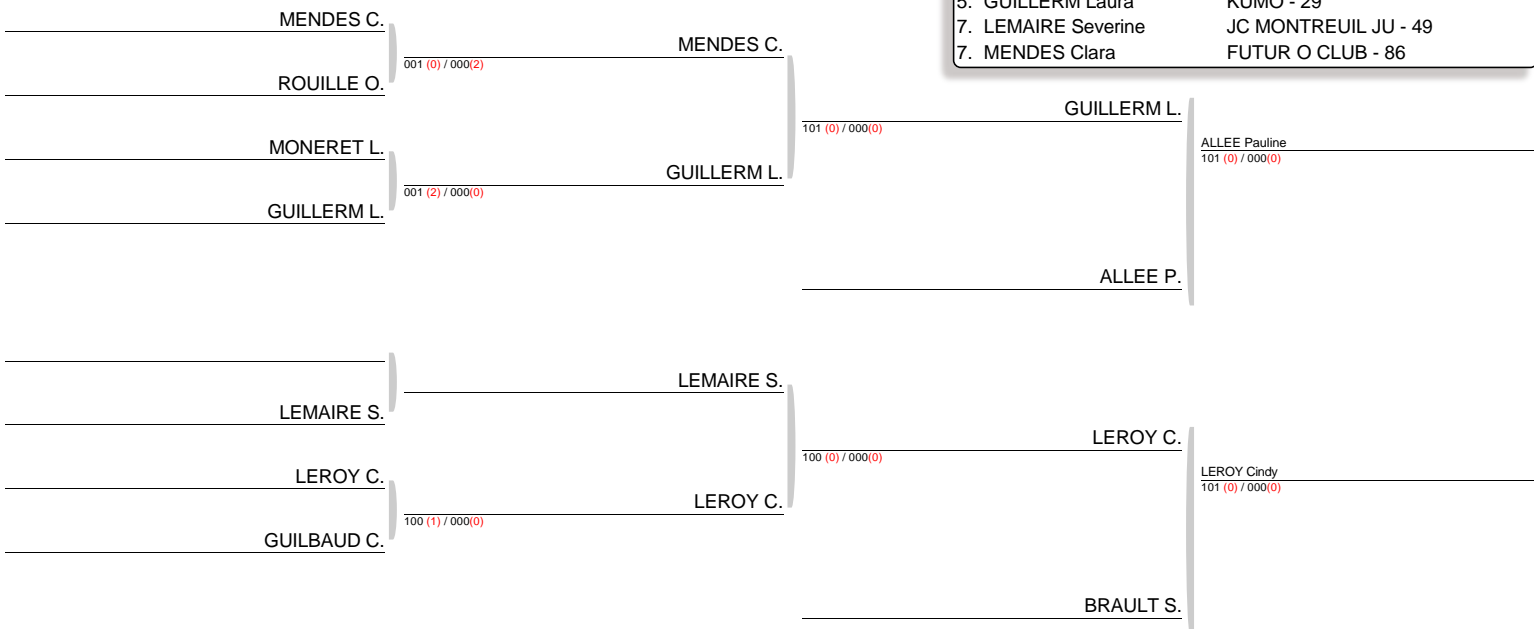 5. GUILLERM Laura KUMO - 29
7. LEMAIRE Severine JC MONTREUIL JU - 49
7. MENDES Clara FUTUR O CLUB - 86
MENDES C.
ROUILLE O.
MONERET L.
GUILLERM L.
LEMAIRE S.
LEROY C.
GUILBAUD C.
MENDES C.
001 (0) / 000(2)
GUILLERM L.
001 (2) / 000(0)
LEMAIRE S.
LEROY C.
100 (1) / 000(0)
GUILLERM L.
101 (0) / 000(0)
ALLEE P.
LEROY C.
100 (0) / 000(0)
BRAULT S.
ALLEE Pauline
101 (0) / 000(0)
LEROY Cindy
101 (0) / 000(0)